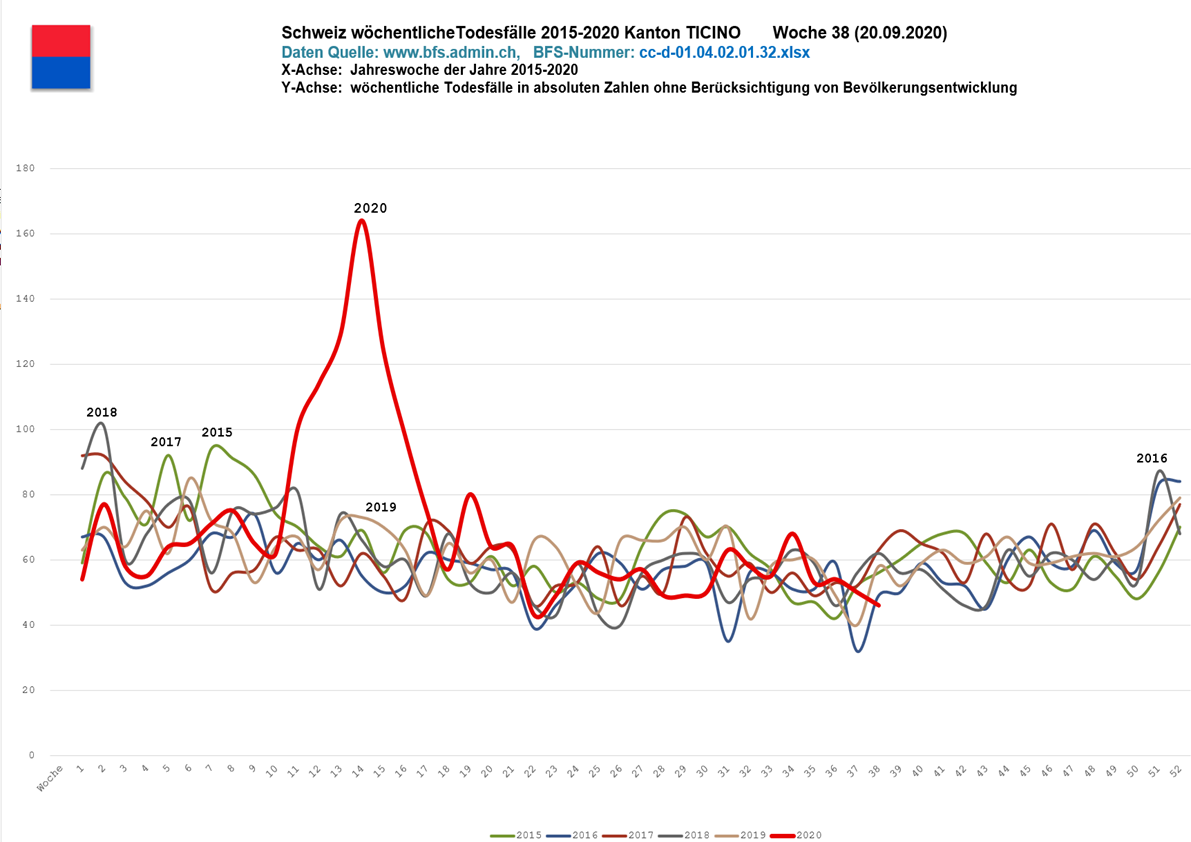 Schweiz wöchentlicheTodesfälle 2015-2020 Kanton TICINO Woche 38 (20.09.2020)
Daten Quelle: www.bfs.admin.ch, BFS-Nummer: cc-d-01.04.02.01.32.xlsx
X-Achse: Jahreswoche der Jahre 2015-2020
Y-Achse: wöchentliche Todesfälle in absoluten Zahlen ohne Berücksichtigung von Bevölkerungsentwicklung
180
2020
160
140
120
2018
2015
2017
100
2016
80
2019
60
40
20
0
Woche 1 2 3 4 5 6 7 8 9 10 11 12 13 14 15 16 17 18 19 20 21 22 23 24 25 26 27 28 29 30 31 32 33 34 35 36 37 38 39 40 41 42 43 44 45 46 47 48 49 50 51 52
2015 2016 2017 2018 2019 2020